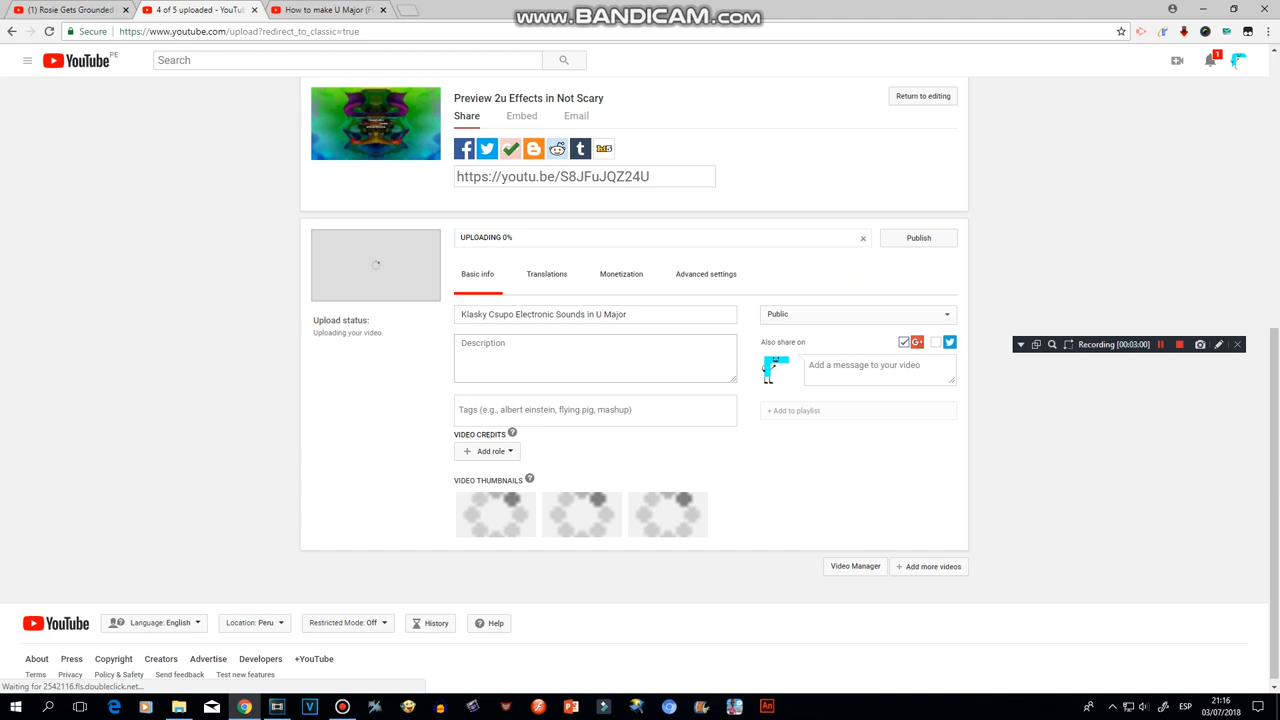 www.BANDICAM.com
(1) Rosie Gets Grounded
4 of 5 uploaded - YouTu
How to make U Major (FC
Secure
https://www.youtube.com/upload?redirect_to_classic=true
YouTube PE
Search
1
Preview 2u Effects in Not Scary
Return to editing
Share Embed Email
https://youtu.be/S8JFuJQZ24U
UPLOADING 0%
Publish
Basic info Translations Monetization Advanced settings
Klasky Csupo Electronic Sounds in U Major
Public
Upload status:
Uploading your video.
Description
Also share on
Add a message to your video
Tags (e.g., albert einstein, flying pig, mashup)
+ Add to playlist
VIDEO CREDITS
Add role
VIDEO THUMBNAILS
Recording [00:03:00]
Video Manager
Add more videos
YouTube
Language: English
Location: Peru
Restricted Mode: Off
History
Help
About Press Copyright Creators Advertise Developers +YouTube
Terms Privacy Policy & Safety Send feedback Test new features
Waiting for 2542116.fls.doubleclick.net...
ESP
21:16
03/07/2018